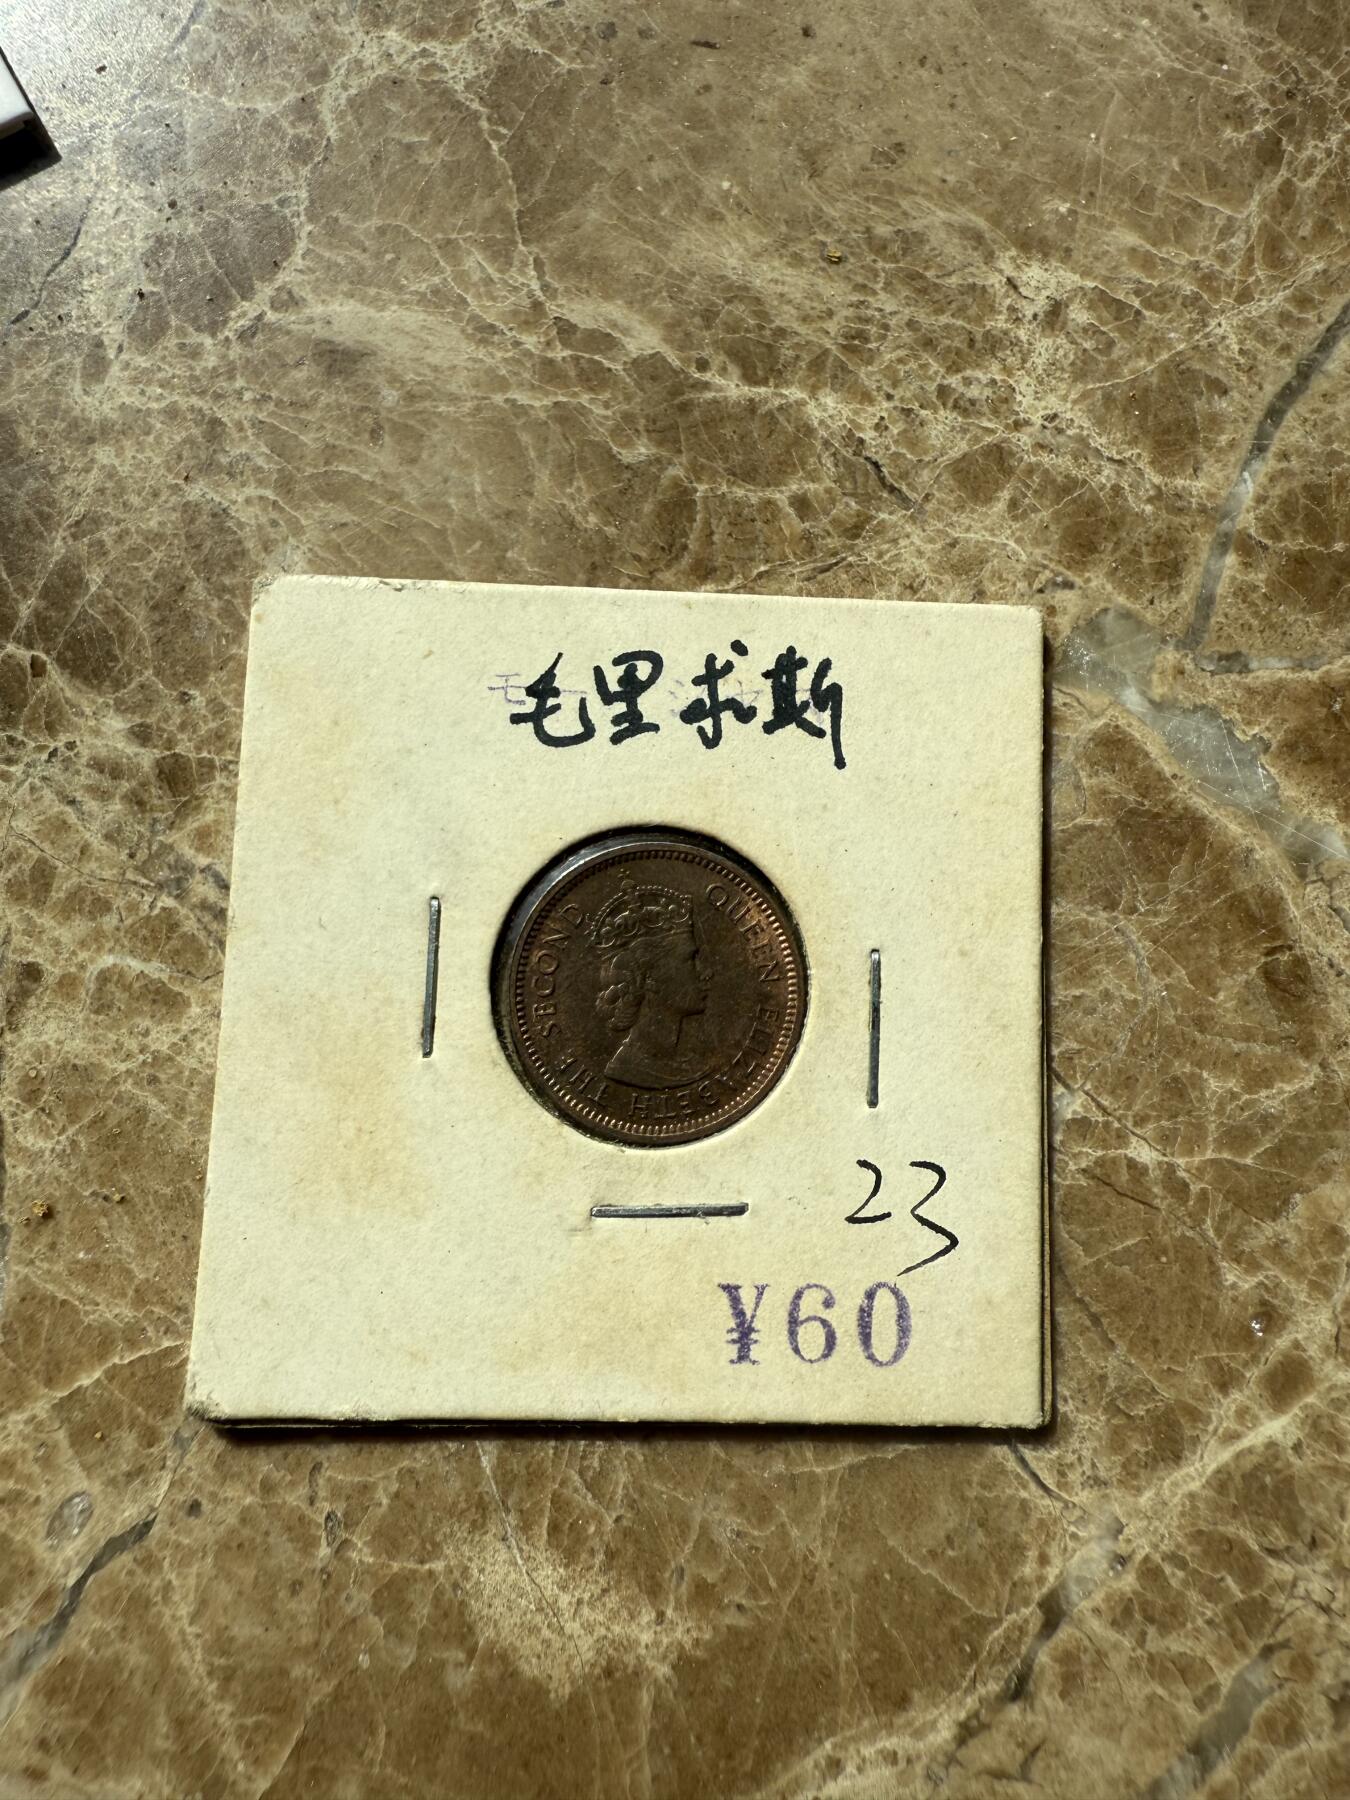 毛里求斯
QUEEN ELIZABETH THE SECOND
23
¥60